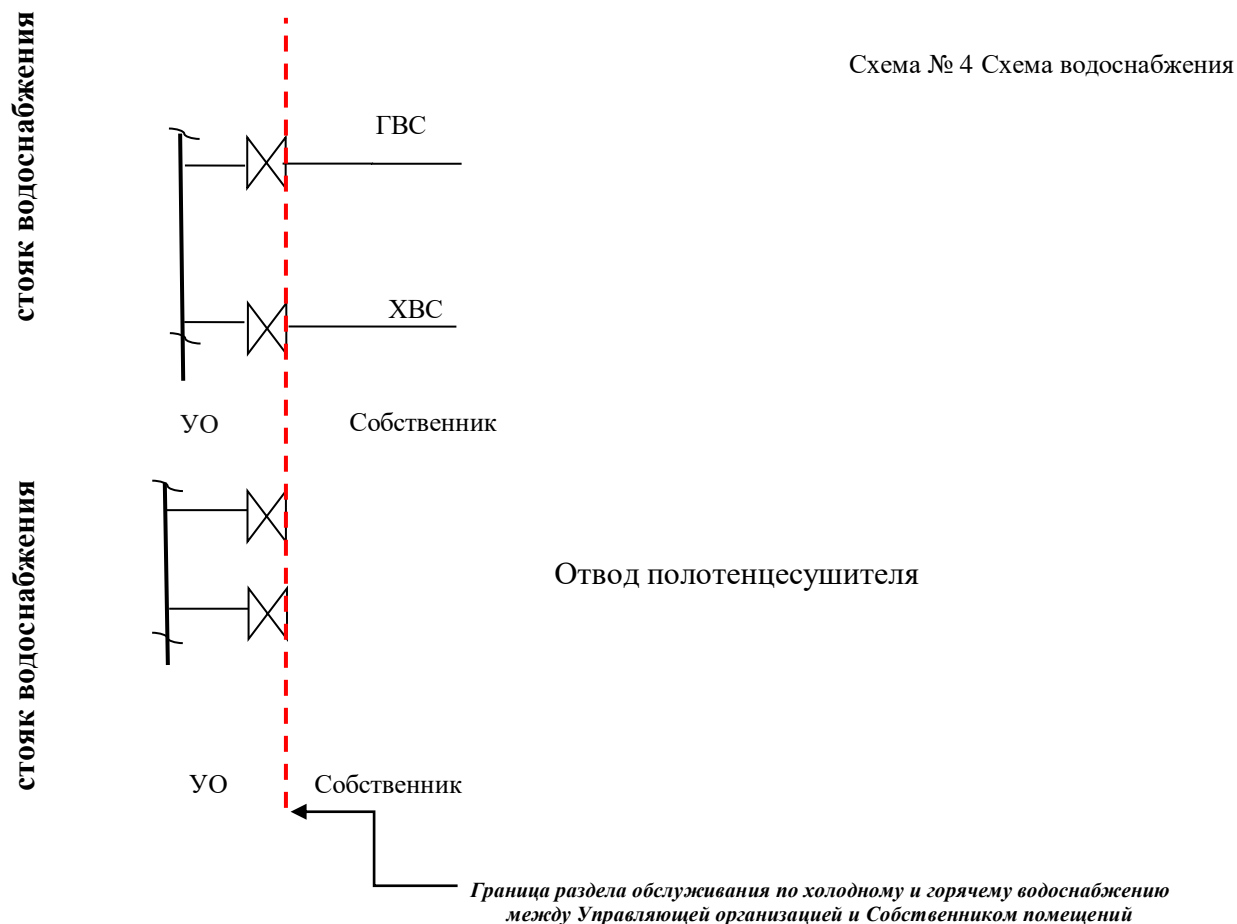 Схема № 4 Схема водоснабжения
стояк водоснабжения
ГВС
ХВС
УО Собственник
стояк водоснабжения
Отвод полотенцесушителя
УО Собственник
Граница раздела обслуживания по холодному и горячему водоснабжению
между Управляющей организацией и Собственником помещений